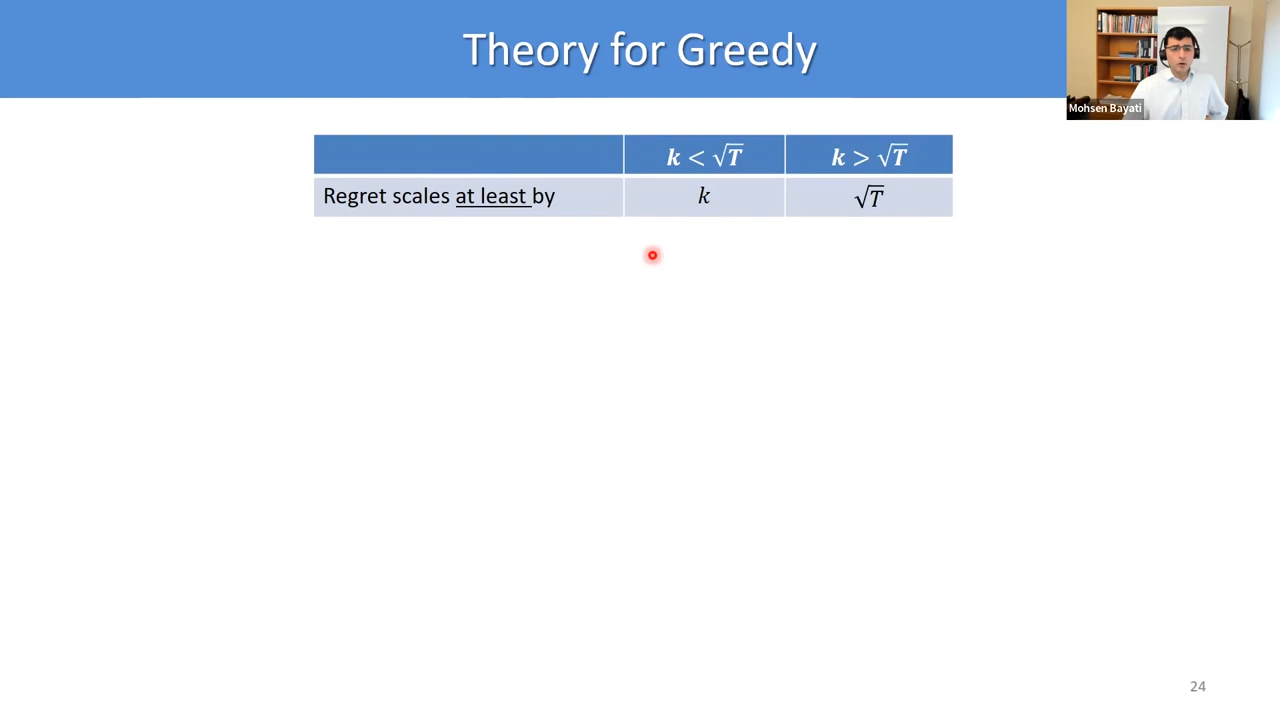 Theory for Greedy
Mohsen Bayati
k < √T k > √T
Regret scales at least by k √T
24